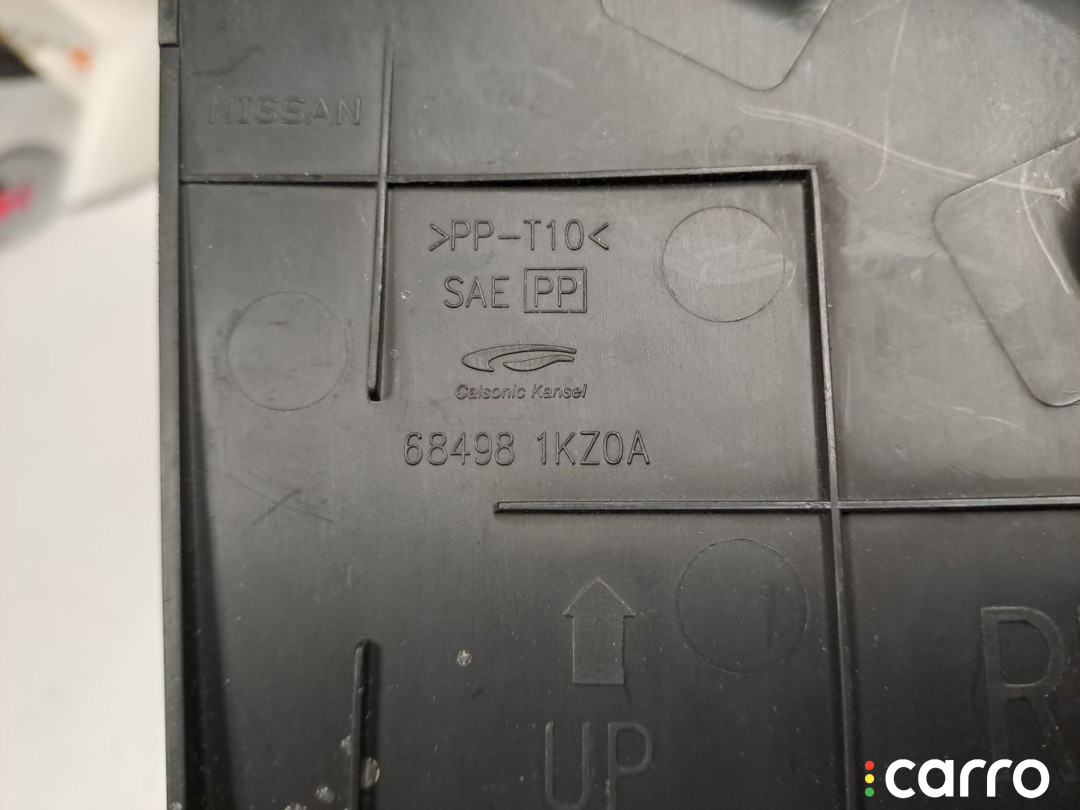 NISSAN
>PP-T10<
SAE PP
Calsonic Kansei
68498 1KZ0A
UP
R
carro